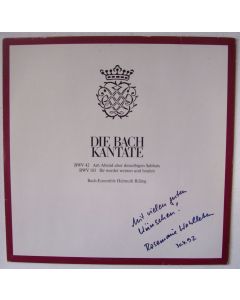 DIE BACH
KANTATE
BWV 42 Am Abend aber desselbigen Sabbats
BWV 103 Ihr werdet weinen und heulen
Bach-Ensemble Helmuth Rilling
Mit vielen guten
Wünschen!
Rosemarie